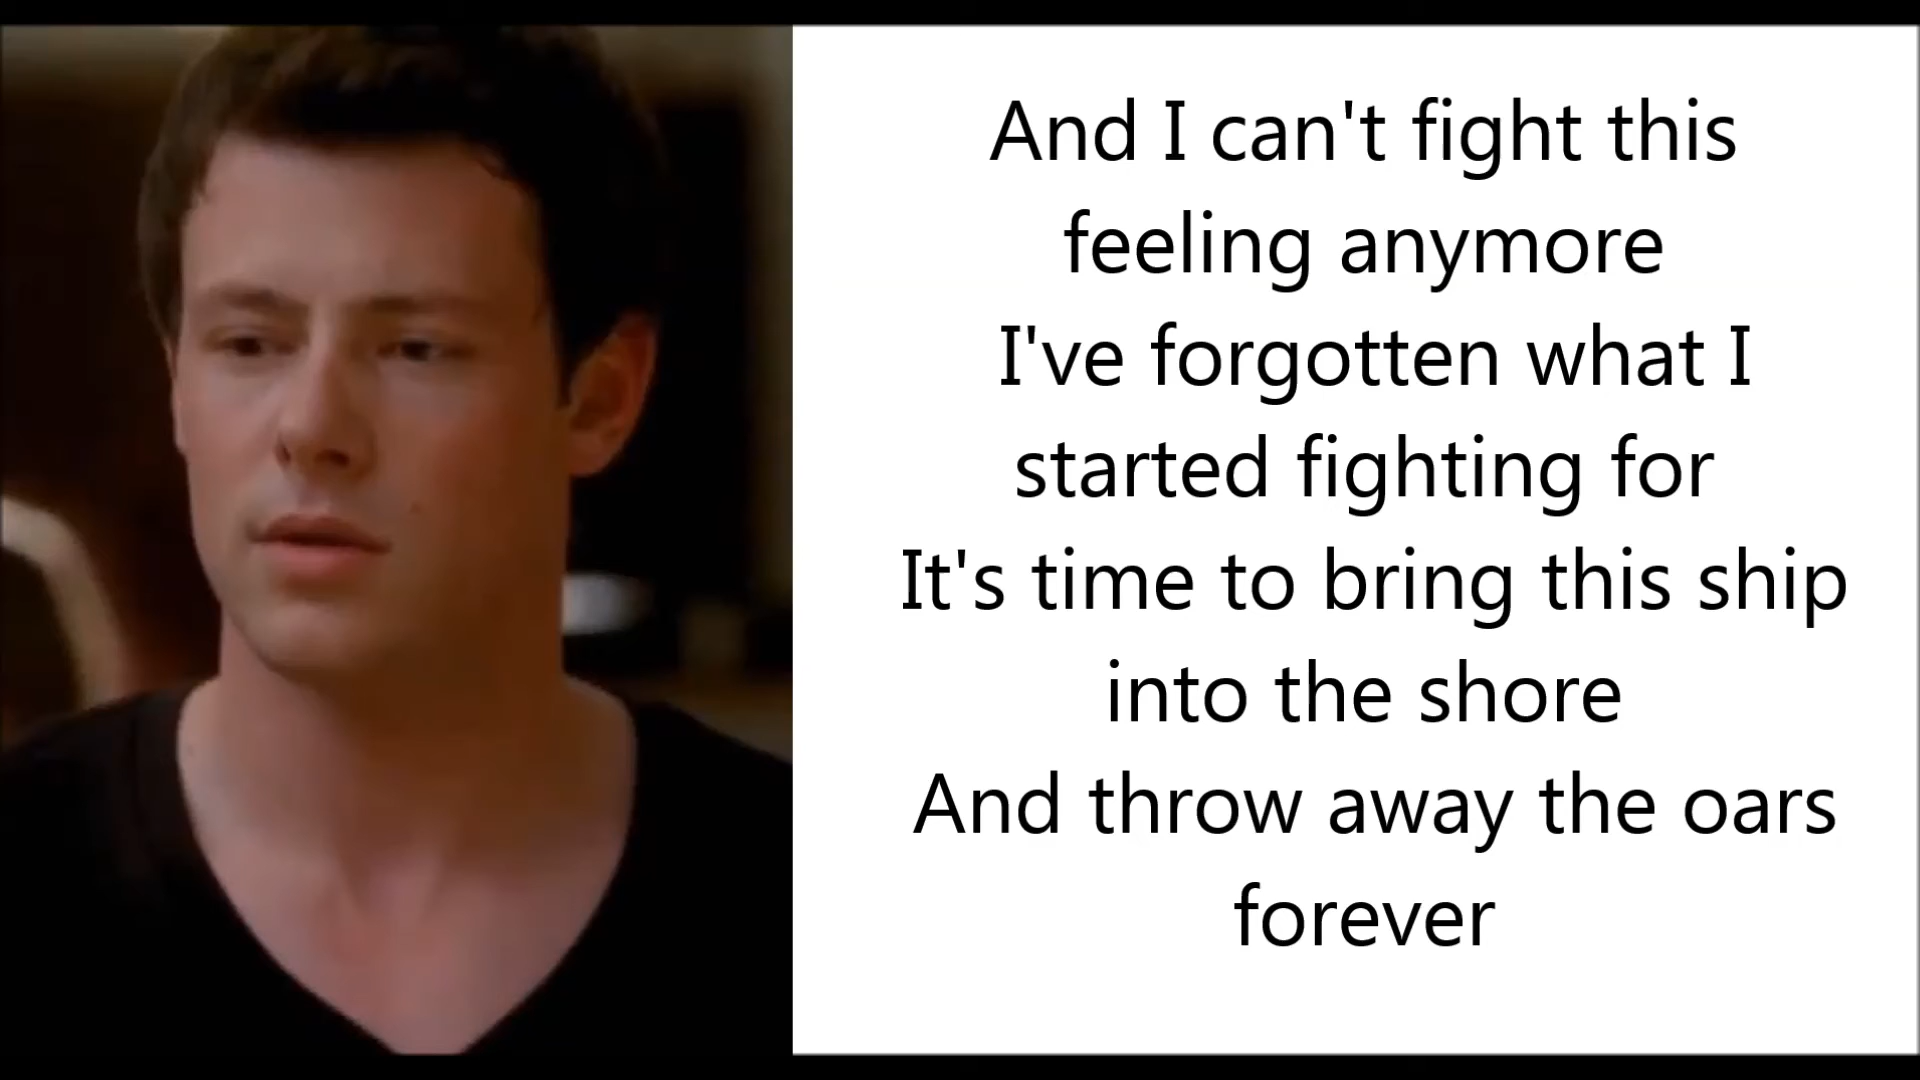 And I can't fight this
feeling anymore
I've forgotten what I
started fighting for
It's time to bring this ship
into the shore
And throw away the oars
forever